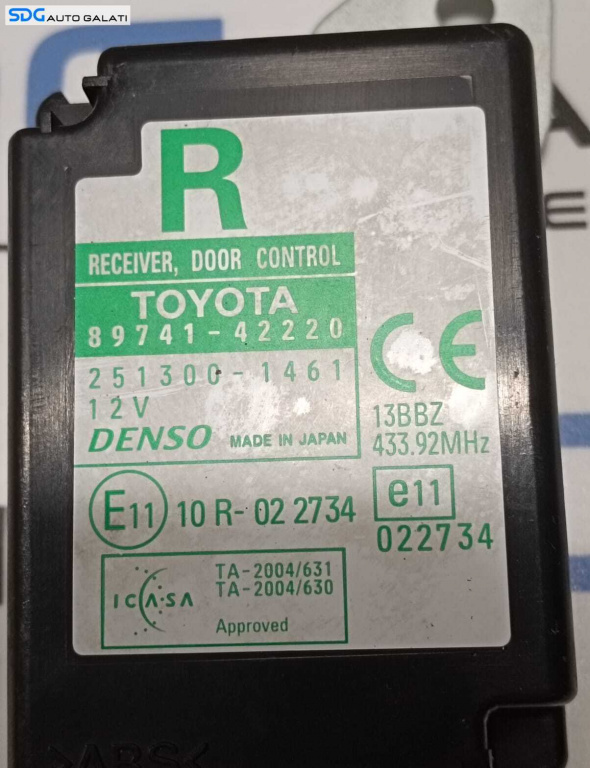 SDG AUTO GALATI
R
RECEIVER, DOOR CONTROL
TOYOTA
89741-42220
251300-1461
12V
DENSO MADE IN JAPAN
CE
13BBZ
433.92MHz
E11 10 R-02 2734
e11
022734
ICASA
TA-2004/631
TA-2004/630
Approved
>ABS<